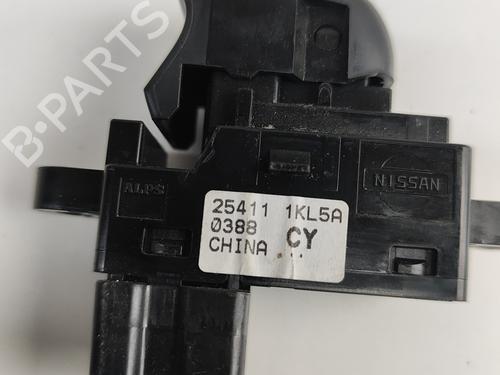 B-PARTS
ALPS
NISSAN
25411 1KL5A
0388 CY
CHINA